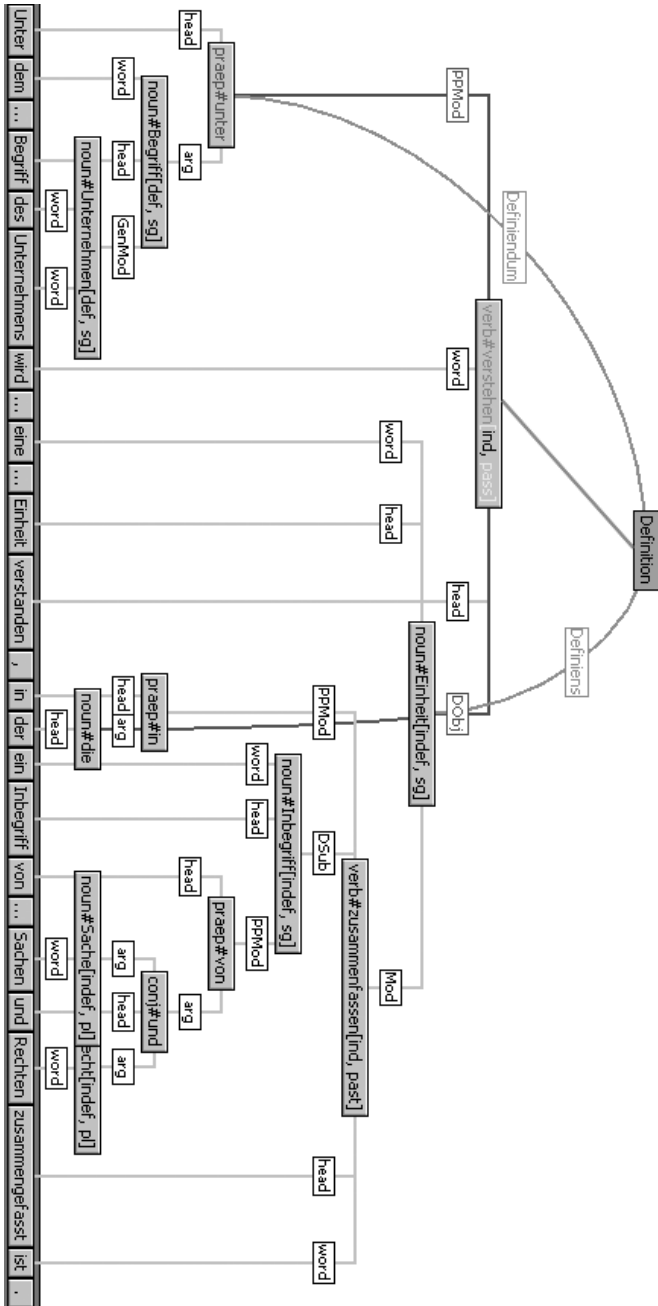 Definition
Definiens
Definiendum
verb#verstehen[ind, pass]
PPMod word head DObj
noun#Einheit[indef, sg]
word head Mod
verb#zusammenfassen[ind, past]
PPMod DSub head word
noun#Inbegriff[indef, sg]
word head PPMod
praep#unter praep#von
head arg head arg
noun#Begriff[def, sg] praep#in conj#und
word head GenMod head arg arg head arg
noun#Unternehmen[def, sg] noun#die noun#Sache[indef, pl] echt[indef, pl]
word word head word word
Unter dem ... Begriff des Unternehmens wird ... eine ... Einheit verstanden , in der ein Inbegriff von ... Sachen und Rechten zusammengefasst ist .